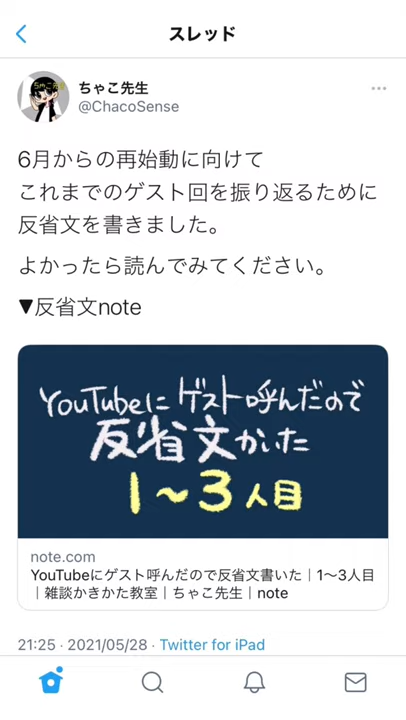 スレッド
ちゃこ先生
@ChacoSense
6月からの再始動に向けて
これまでのゲスト回を振り返るために
反省文を書きました。
よかったら読んでみてください。
▼反省文note
YouTubeに ゲスト呼んだので
反省文かいた
1〜3人目
note.com
YouTubeにゲスト呼んだので反省文書いた｜1〜3人目
｜雑談かきかた教室｜ちゃこ先生｜note
21:25 · 2021/05/28 · Twitter for iPad